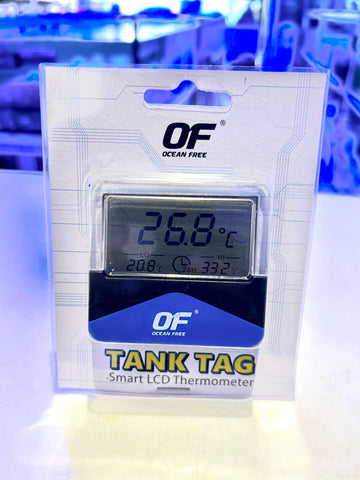 OF®
OCEAN FREE
26.8°C
LO HI
20.8°C 24H 33.2°C
OF®
OCEAN FREE
TANK TAG
Smart LCD Thermometer